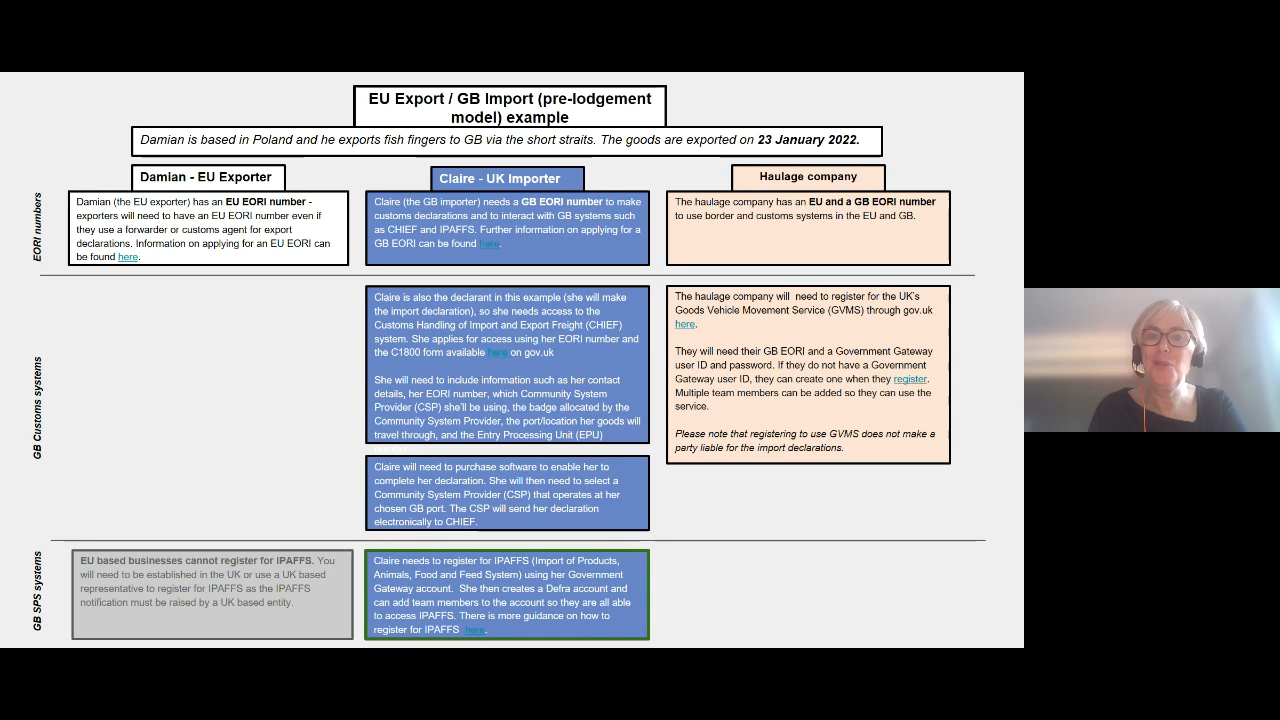 EU Export / GB Import (pre-lodgement
model) example
Damian is based in Poland and he exports fish fingers to GB via the short straits. The goods are exported on 23 January 2022.
Damian - EU Exporter
Claire - UK Importer
Haulage company
EORI numbers
Damian (the EU exporter) has an EU EORI number -
exporters will need to have an EU EORI number even if
they use a forwarder or customs agent for export
declarations. Information on applying for an EU EORI can
be found here.
Claire (the GB importer) needs a GB EORI number to make
customs declarations and to interact with GB systems such
as CHIEF and IPAFFS. Further information on applying for a
GB EORI can be found here.
The haulage company has an EU and a GB EORI number
to use border and customs systems in the EU and GB.
GB Customs systems
Claire is also the declarant in this example (she will make
the import declaration), so she needs access to the
Customs Handling of Import and Export Freight (CHIEF)
system. She applies for access using her EORI number and
the C1800 form available here on gov.uk
She will need to include information such as her contact
details, her EORI number, which Community System
Provider (CSP) she'll be using, the badge allocated by the
Community System Provider, the port/location her goods will
travel through, and the Entry Processing Unit (EPU)
number.
Claire will need to purchase software to enable her to
complete her declaration. She will then need to select a
Community System Provider (CSP) that operates at her
chosen GB port. The CSP will send her declaration
electronically to CHIEF.
The haulage company will need to register for the UK's
Goods Vehicle Movement Service (GVMS) through gov.uk
here.
They will need their GB EORI and a Government Gateway
user ID and password. If they do not have a Government
Gateway user ID, they can create one when they register.
Multiple team members can be added so they can use the
service.
Please note that registering to use GVMS does not make a
party liable for the import declarations.
GB SPS systems
EU based businesses cannot register for IPAFFS. You
will need to be established in the UK or use a UK based
representative to register for IPAFFS as the IPAFFS
notification must be raised by a UK based entity.
Claire needs to register for IPAFFS (Import of Products,
Animals, Food and Feed System) using her Government
Gateway account. She then creates a Defra account and
can add team members to the account so they are all able
to access IPAFFS. There is more guidance on how to
register for IPAFFS here.